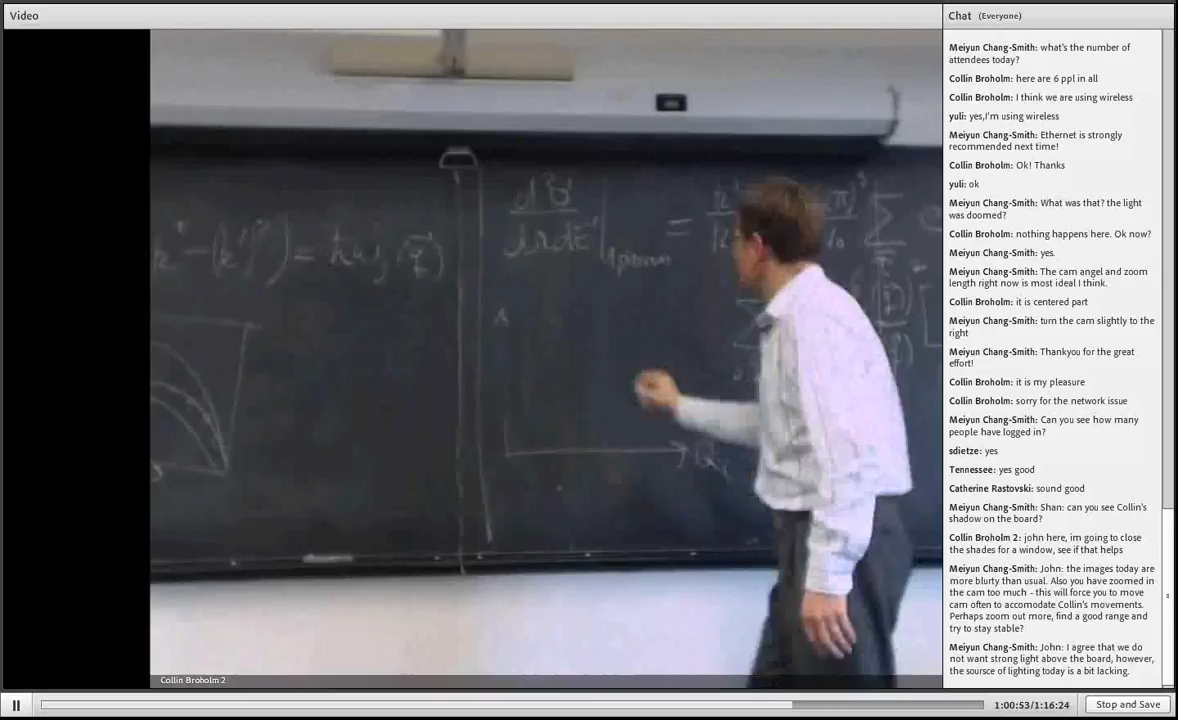 Video
Chat (Everyone)
Meiyun Chang-Smith: what's the number of
attendees today?
Collin Broholm: here are 6 ppl in all
Collin Broholm: I think we are using wireless
yuli: yes,I'm using wireless
Meiyun Chang-Smith: Ethernet is strongly
recommended next time!
Collin Broholm: Ok! Thanks
yuli: ok
Meiyun Chang-Smith: What was that? the light
was doomed?
Collin Broholm: nothing happens here. Ok now?
Meiyun Chang-Smith: yes.
Meiyun Chang-Smith: The cam angel and zoom
length right now is most ideal I think.
Collin Broholm: it is centered part
Meiyun Chang-Smith: turn the cam slightly to the
right
Meiyun Chang-Smith: Thankyou for the great
effort!
Collin Broholm: it is my pleasure
Collin Broholm: sorry for the network issue
Meiyun Chang-Smith: Can you see how many
people have logged in?
sdietze: yes
Tennessee: yes good
Catherine Rastovski: sound good
Meiyun Chang-Smith: Shan: can you see Collin's
shadow on the board?
Collin Broholm 2: john here, im going to close
the shades for a window, see if that helps
Meiyun Chang-Smith: John: the images today are
more blurty than usual. Also you have zoomed in
the cam too much - this will force you to move
cam often to accomodate Collin's movements.
Perhaps zoom out more, find a good range and
try to stay stable?
Meiyun Chang-Smith: John: I agree that we do
not want strong light above the board, however,
the soursce of lighting today is a bit lacking.
Collin Broholm 2
1:00:53/1:16:24
Stop and Save